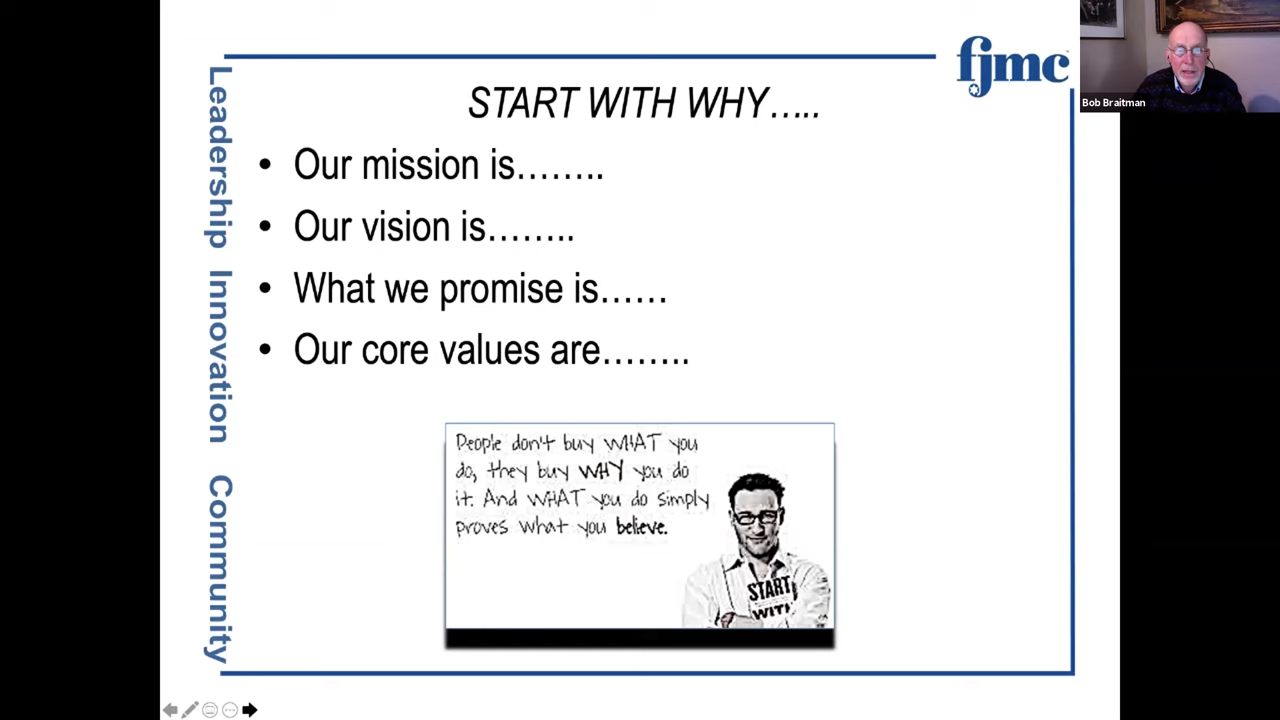 fjmc
Bob Braitman
START WITH WHY…..
• Our mission is……..
• Our vision is……..
• What we promise is……
• Our core values are……..
Leadership Innovation Community
People don't buy WHAT you
do, they buy WHY you do
it. And WHAT you do simply
proves what you believe.
START
WITH